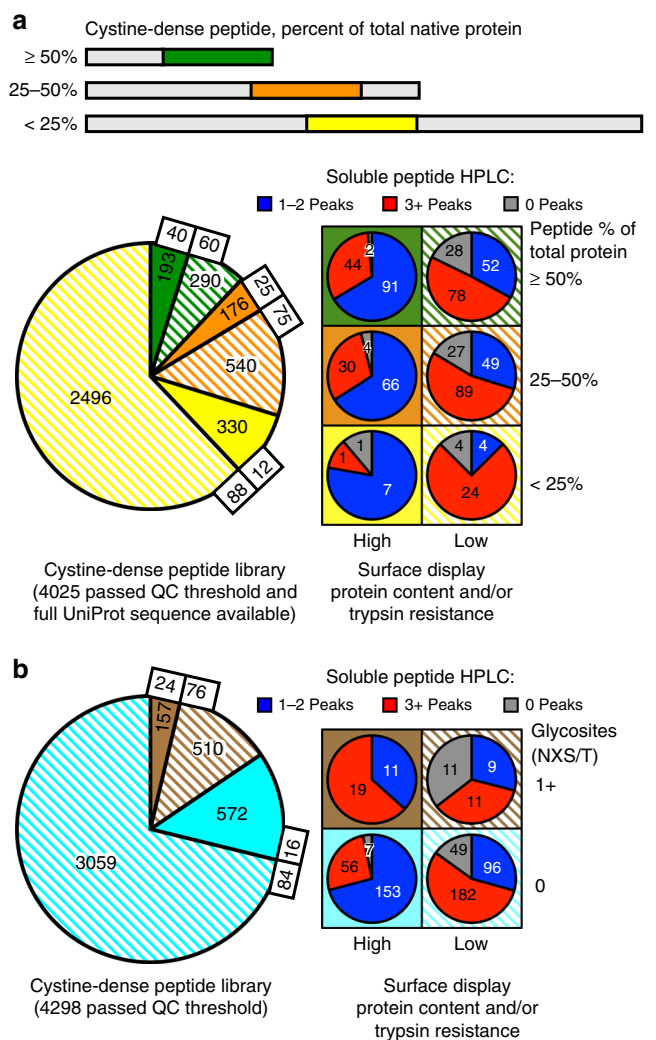 a
Cystine-dense peptide, percent of total native protein
≥ 50%
25–50%
< 25%
Soluble peptide HPLC:
1–2 Peaks 3+ Peaks 0 Peaks
Peptide % of
total protein
≥ 50%
25–50%
< 25%
40 60
193
290
25
75
176
540
2496
330
88 12
44 2 91
28 52 78
30 4 66
27 49 89
1 1 7
4 4 24
High Low
Cystine-dense peptide library
(4025 passed QC threshold and
full UniProt sequence available)
Surface display
protein content and/or
trypsin resistance
b
Soluble peptide HPLC:
1–2 Peaks 3+ Peaks 0 Peaks
Glycosites
(NXS/T)
1+
0
24 76
157
510
572
16
84
3059
19 11
11 9 11
56 7 153
49 96 182
High Low
Cystine-dense peptide library
(4298 passed QC threshold)
Surface display
protein content and/or
trypsin resistance